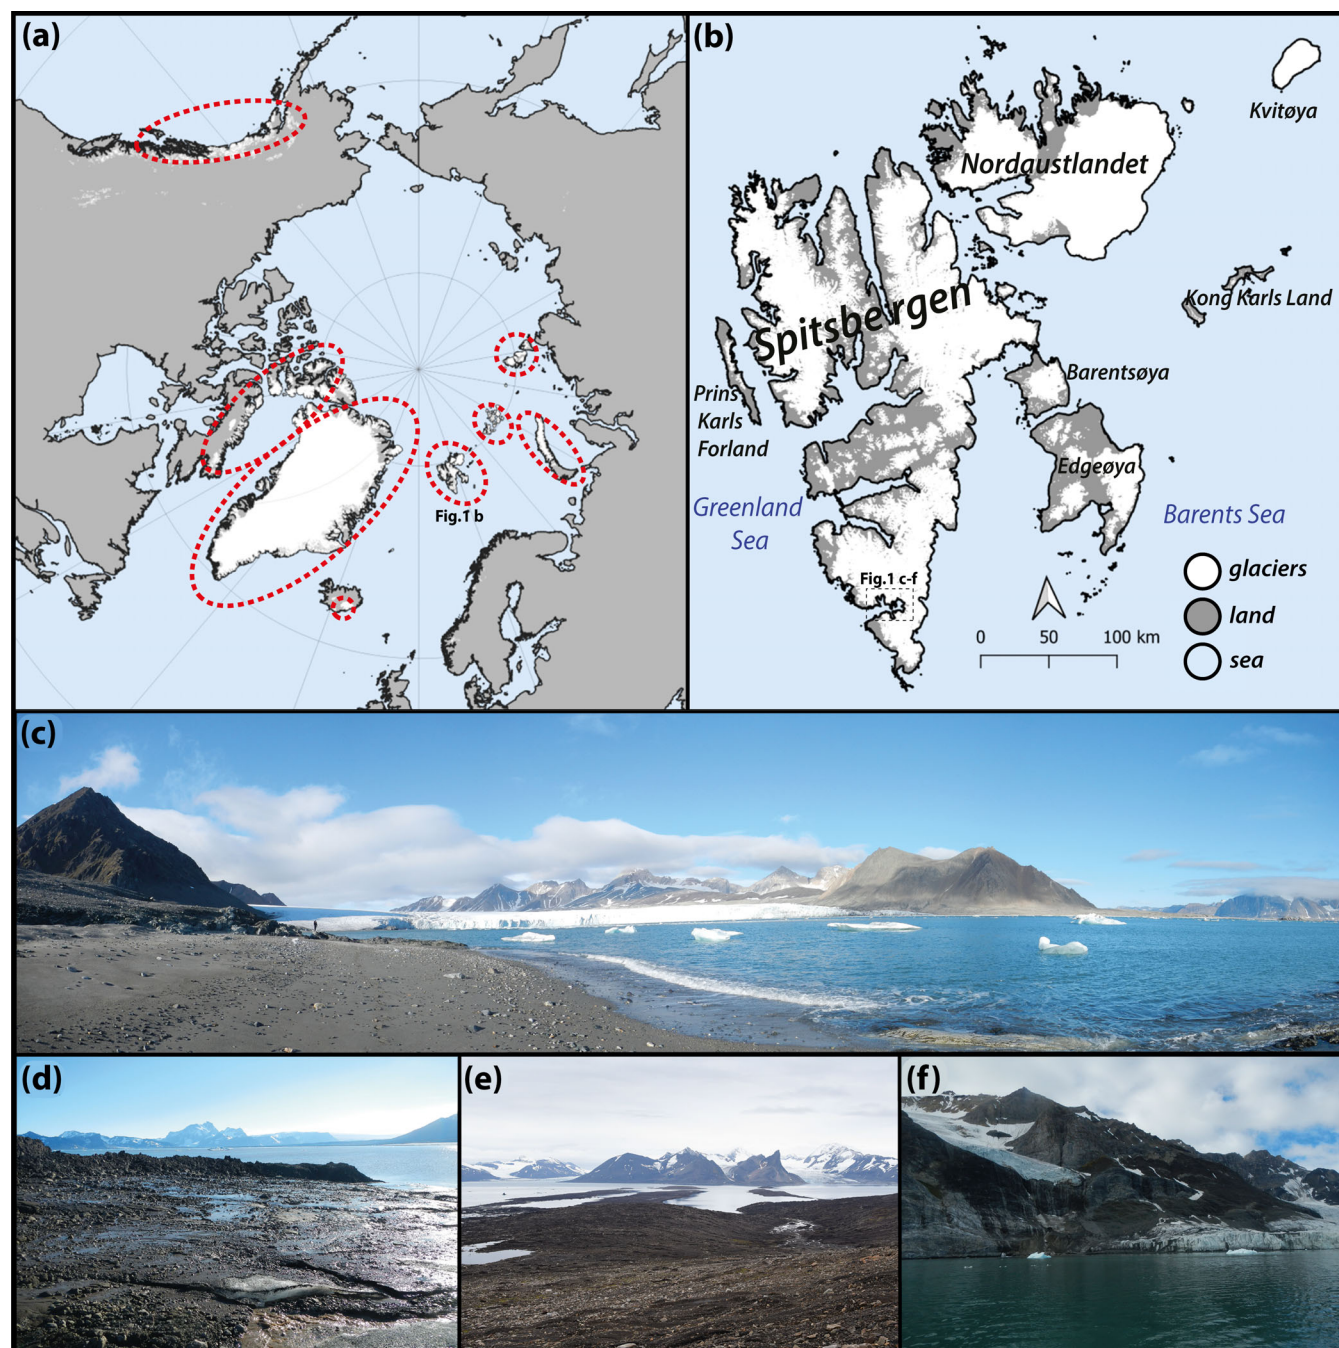 (a)
Fig.1 b
(b)
Kvitøya
Nordaustlandet
Kong Karls Land
Spitsbergen
Barentsøya
Prins
Karls
Forland
Edgeøya
Greenland
Sea
Barents Sea
Fig.1 c-f
glaciers
land
sea
0 50 100 km
(c)
(d)
(e)
(f)